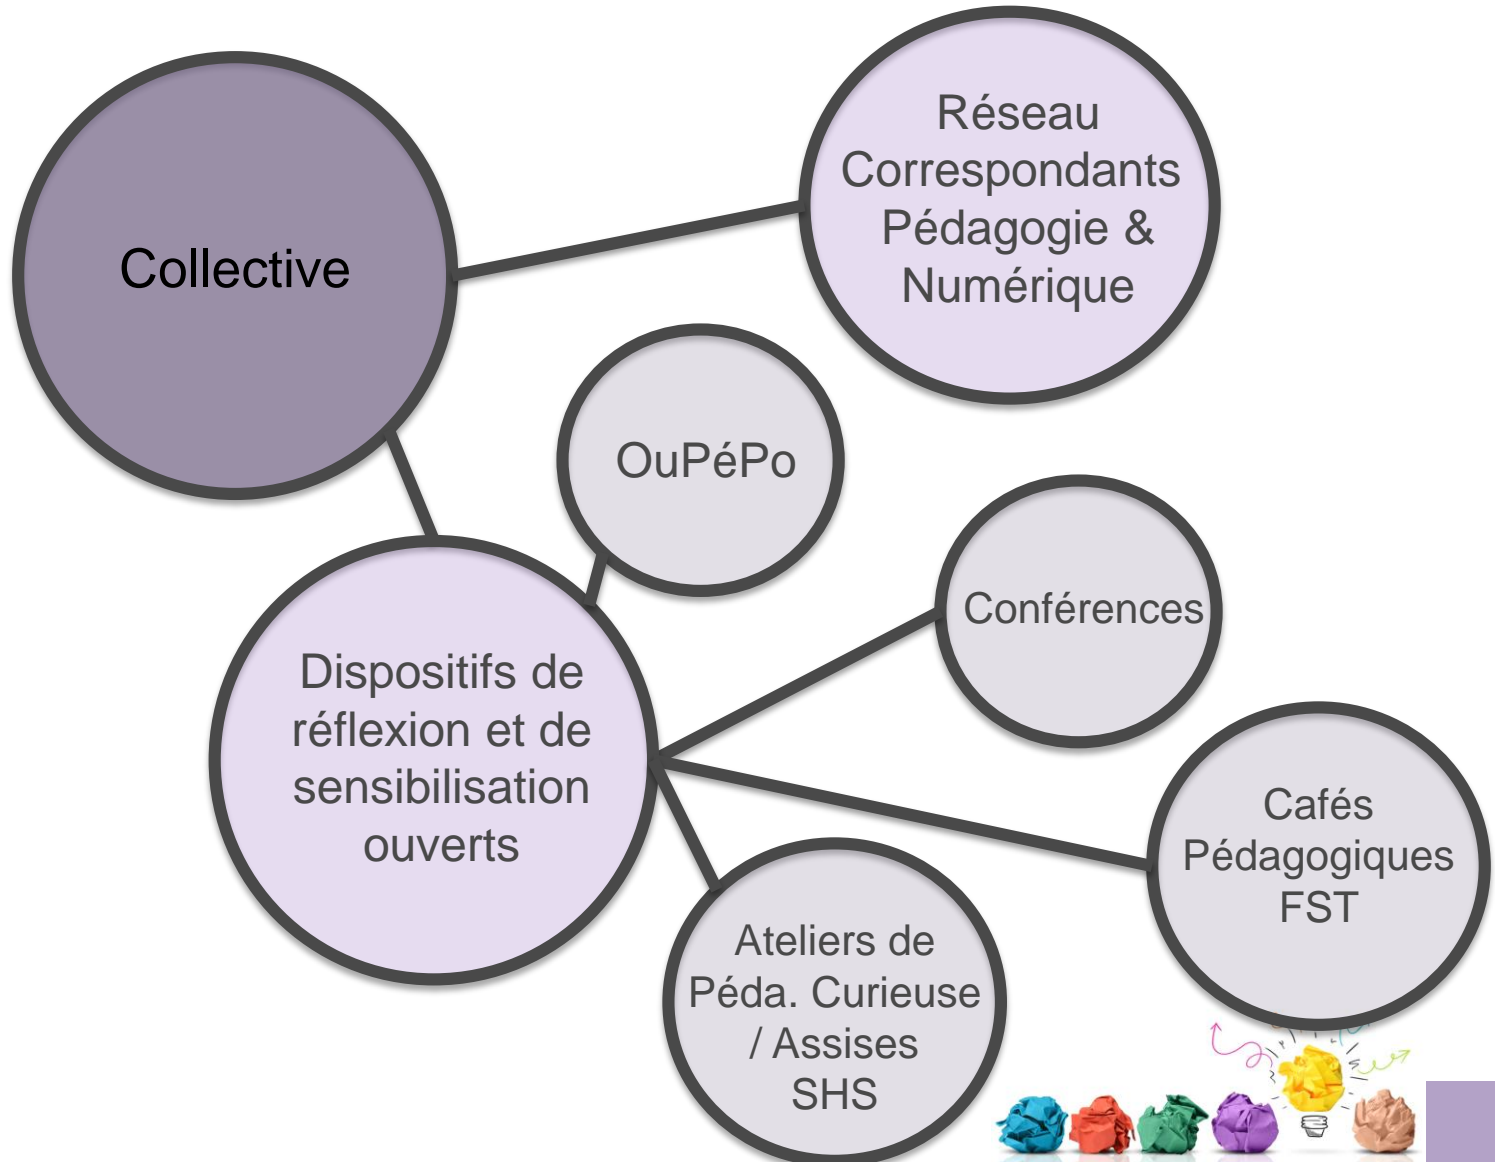 Collective
Réseau
Correspondants
Pédagogie &
Numérique
OuPéPo
Conférences
Dispositifs de
réflexion et de
sensibilisation
ouverts
Cafés
Pédagogiques
FST
Ateliers de
Péda. Curieuse
/ Assises
SHS